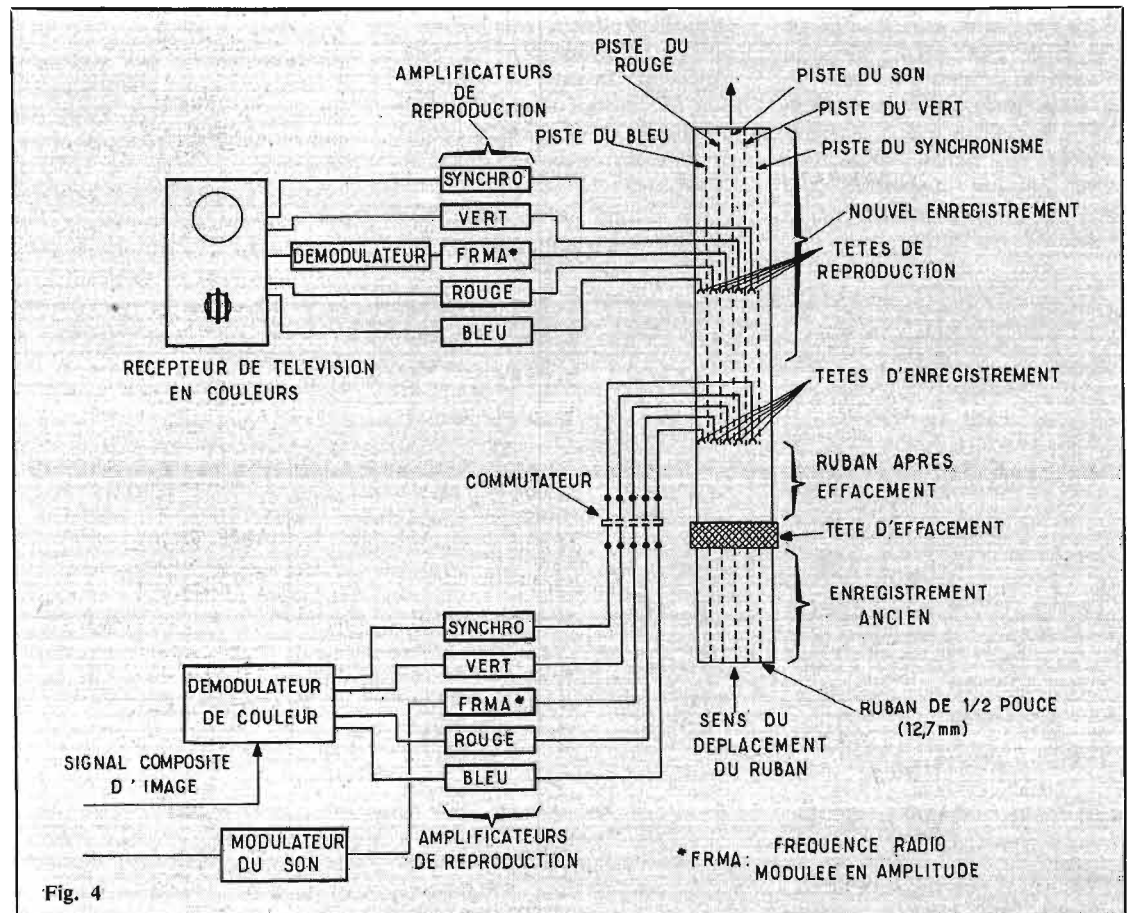 PISTE DU
ROUGE
AMPLIFICATEURS
DE
REPRODUCTION
PISTE DU SON
PISTE DU VERT
PISTE DU BLEU
PISTE DU SYNCHRONISME
SYNCHRO
VERT
NOUVEL ENREGISTREMENT
DEMODULATEUR
FRMA*
TETES DE
REPRODUCTION
ROUGE
BLEU
RECEPTEUR DE TELEVISION
EN COULEURS
TETES D'ENREGISTREMENT
COMMUTATEUR
RUBAN APRES
EFFACEMENT
TETE D'EFFACEMENT
ENREGISTREMENT
ANCIEN
SYNCHRO
VERT
DEMODULATEUR
DE COULEUR
FRMA*
ROUGE
BLEU
SENS DU
DEPLACEMENT
DU RUBAN
RUBAN DE 1/2 POUCE
(12,7mm)
SIGNAL COMPOSITE
D'IMAGE
MODULATEUR
DU SON
AMPLIFICATEURS
DE REPRODUCTION
*FRMA: FREQUENCE RADIO
MODULEE EN AMPLITUDE
Fig. 4